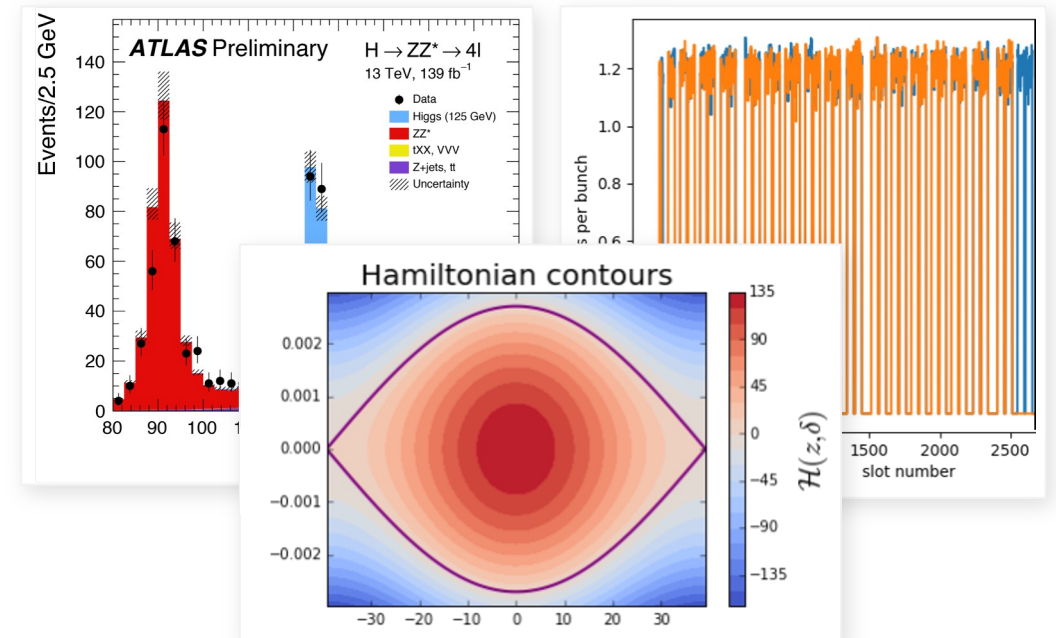 Events/2.5 GeV
ATLAS Preliminary
H → ZZ* → 4l
13 TeV, 139 fb⁻¹
Data
Higgs (125 GeV)
ZZ*
tXX, VVV
Z+jets, tt
Uncertainty
140
120
100
80
60
40
20
0
80 90 100
per bunch
1.2
1.0
0.8
0.6
1500 2000 2500
slot number
Hamiltonian contours
0.002
0.001
0.000
−0.001
−0.002
−30 −20 −10 0 10 20 30
135
90
45
0
−45
−90
−135
ℋ(z,δ)